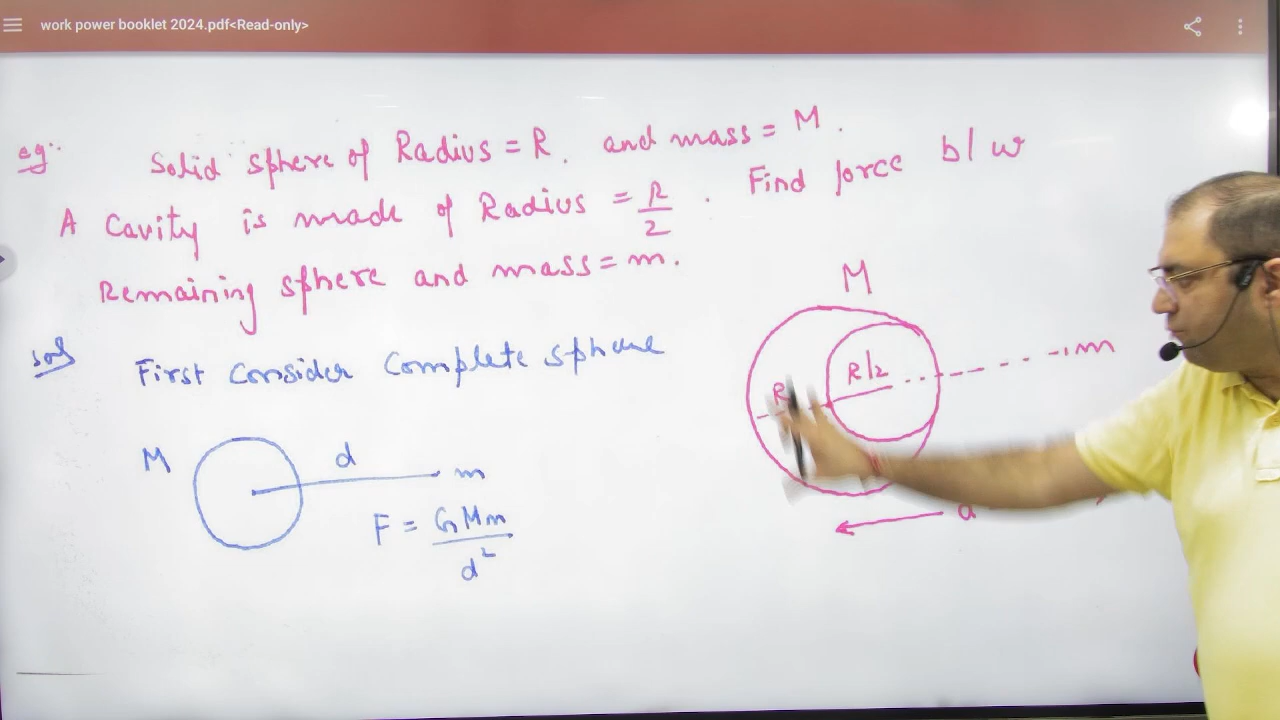 work power booklet 2024.pdf<Read-only>
eg:- Solid sphere of Radius = R. and mass = M.
A Cavity is made of Radius = R/2. Find force b/w
Remaining sphere and mass = m.
Sol First Consider Complete sphere
M
R/2
m
R
M
d
m
F = GMm/d²
d